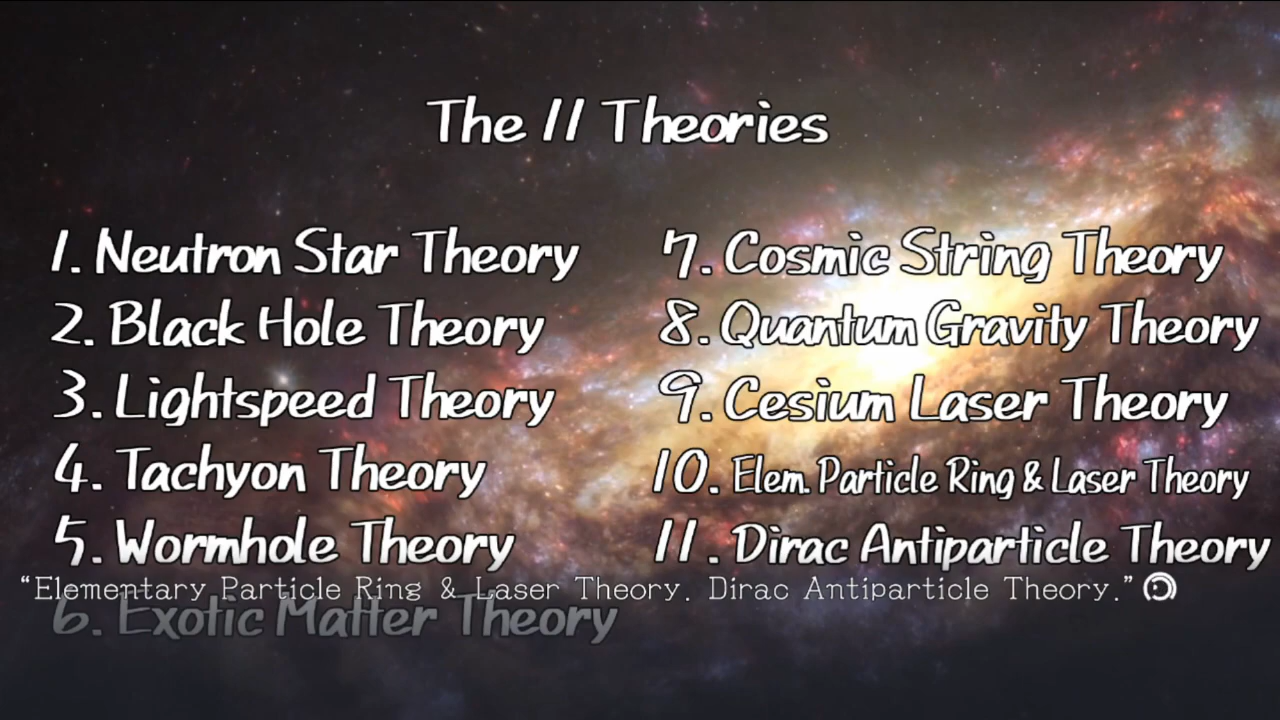 The 11 Theories
1. Neutron Star Theory
2. Black Hole Theory
3. Lightspeed Theory
4. Tachyon Theory
5. Wormhole Theory
6. Exotic Matter Theory
7. Cosmic String Theory
8. Quantum Gravity Theory
9. Cesium Laser Theory
10. Elem. Particle Ring & Laser Theory
11. Dirac Antiparticle Theory
“Elementary Particle Ring & Laser Theory. Dirac Antiparticle Theory.”